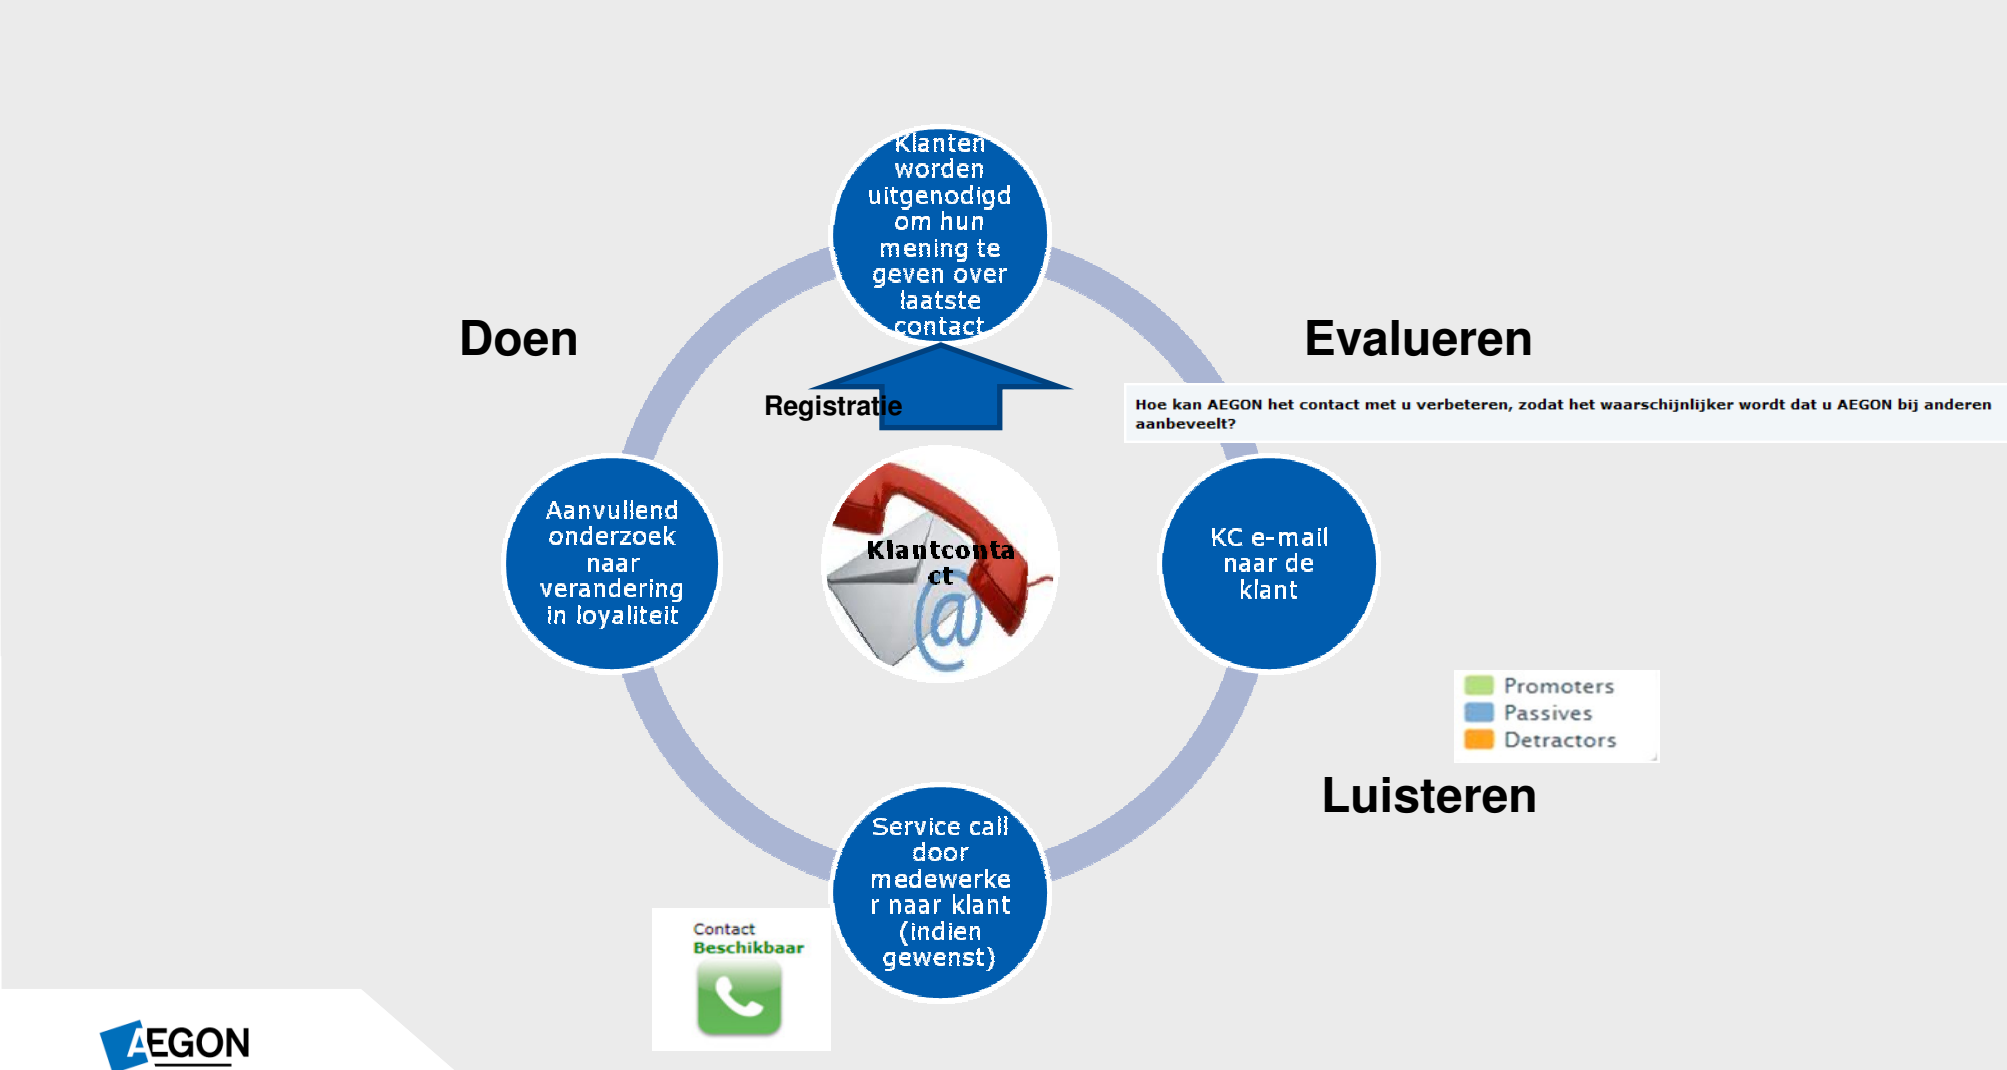 Klanten
worden
uitgenodigd
om hun
mening te
geven over
laatste
contact
Doen
Evalueren
Registratie
Hoe kan AEGON het contact met u verbeteren, zodat het waarschijnlijker wordt dat u AEGON bij anderen
aanbeveelt?
Aanvullend
onderzoek
naar
verandering
in loyaliteit
Klantconta
ct
@
KC e-mail
naar de
klant
Promoters
Passives
Detractors
Luisteren
Service call
door
medewerke
r naar klant
(indien
gewenst)
Contact
Beschikbaar
AEGON